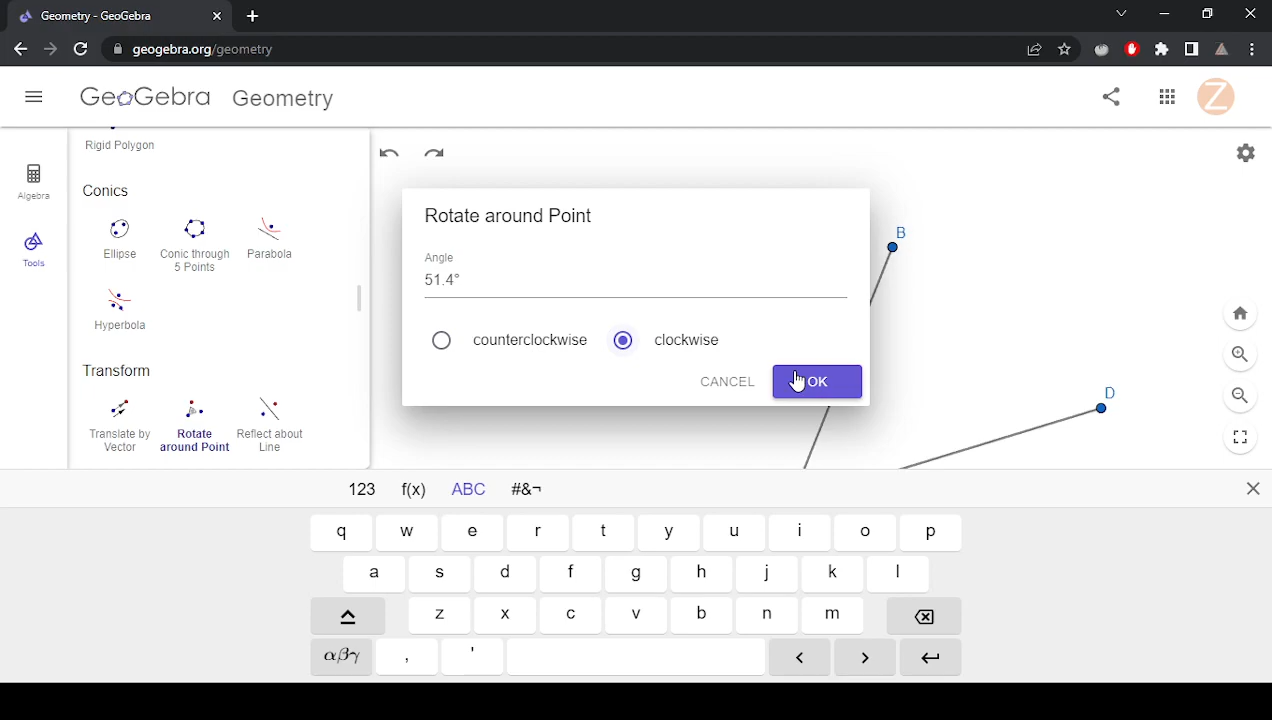 Geometry - GeoGebra
geogebra.org/geometry
GeoGebra Geometry
Z
Rigid Polygon
Algebra
Tools
Conics
Ellipse
Conic through
5 Points
Parabola
Hyperbola
Transform
Translate by
Vector
Rotate
around Point
Reflect about
Line
Rotate around Point
Angle
51.4°
counterclockwise
clockwise
CANCEL
OK
B
D
123 f(x) ABC #&¬
q w e r t y u i o p
a s d f g h j k l
z x c v b n m
αβγ , ' < >